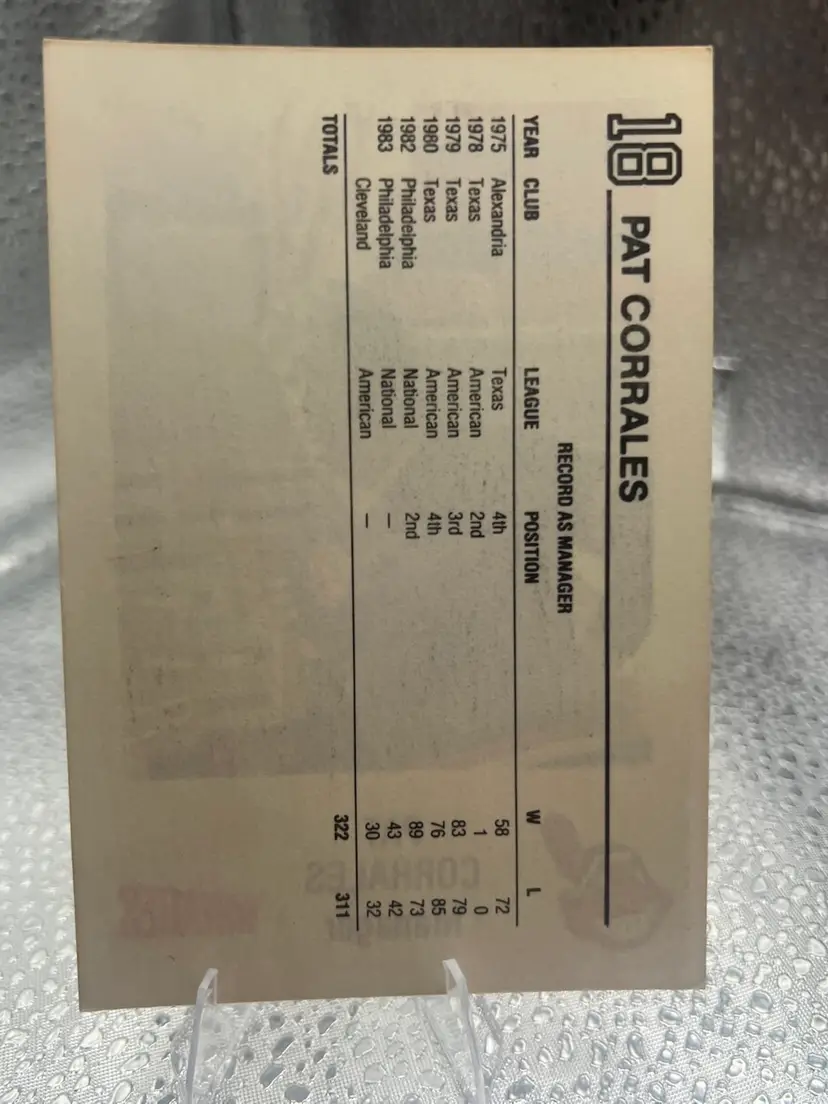 18 PAT CORRALES
RECORD AS MANAGER
YEAR CLUB LEAGUE POSITION W L
1975 Alexandria Texas 4th 58 72
1978 Texas American 2nd 1 0
1979 Texas American 3rd 83 79
1980 Texas American 4th 76 85
1982 Philadelphia National 2nd 89 73
1983 Philadelphia National — 43 42
Cleveland American — 30 32
TOTALS 322 311
CORRALES
Manager